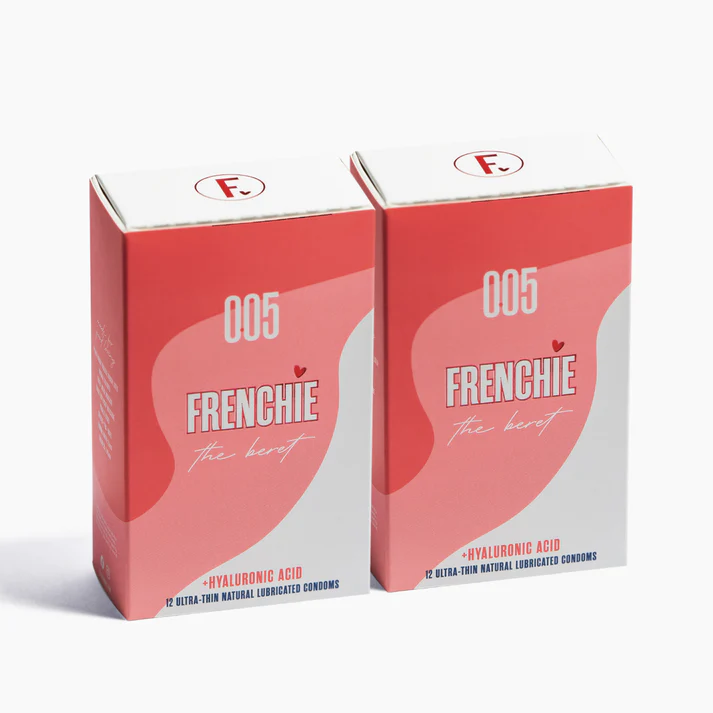 F
005
FRENCHIE
the beret
+HYALURONIC ACID
12 ULTRA-THIN NATURAL LUBRICATED CONDOMS
F
005
FRENCHIE
the beret
+HYALURONIC ACID
12 ULTRA-THIN NATURAL LUBRICATED CONDOMS